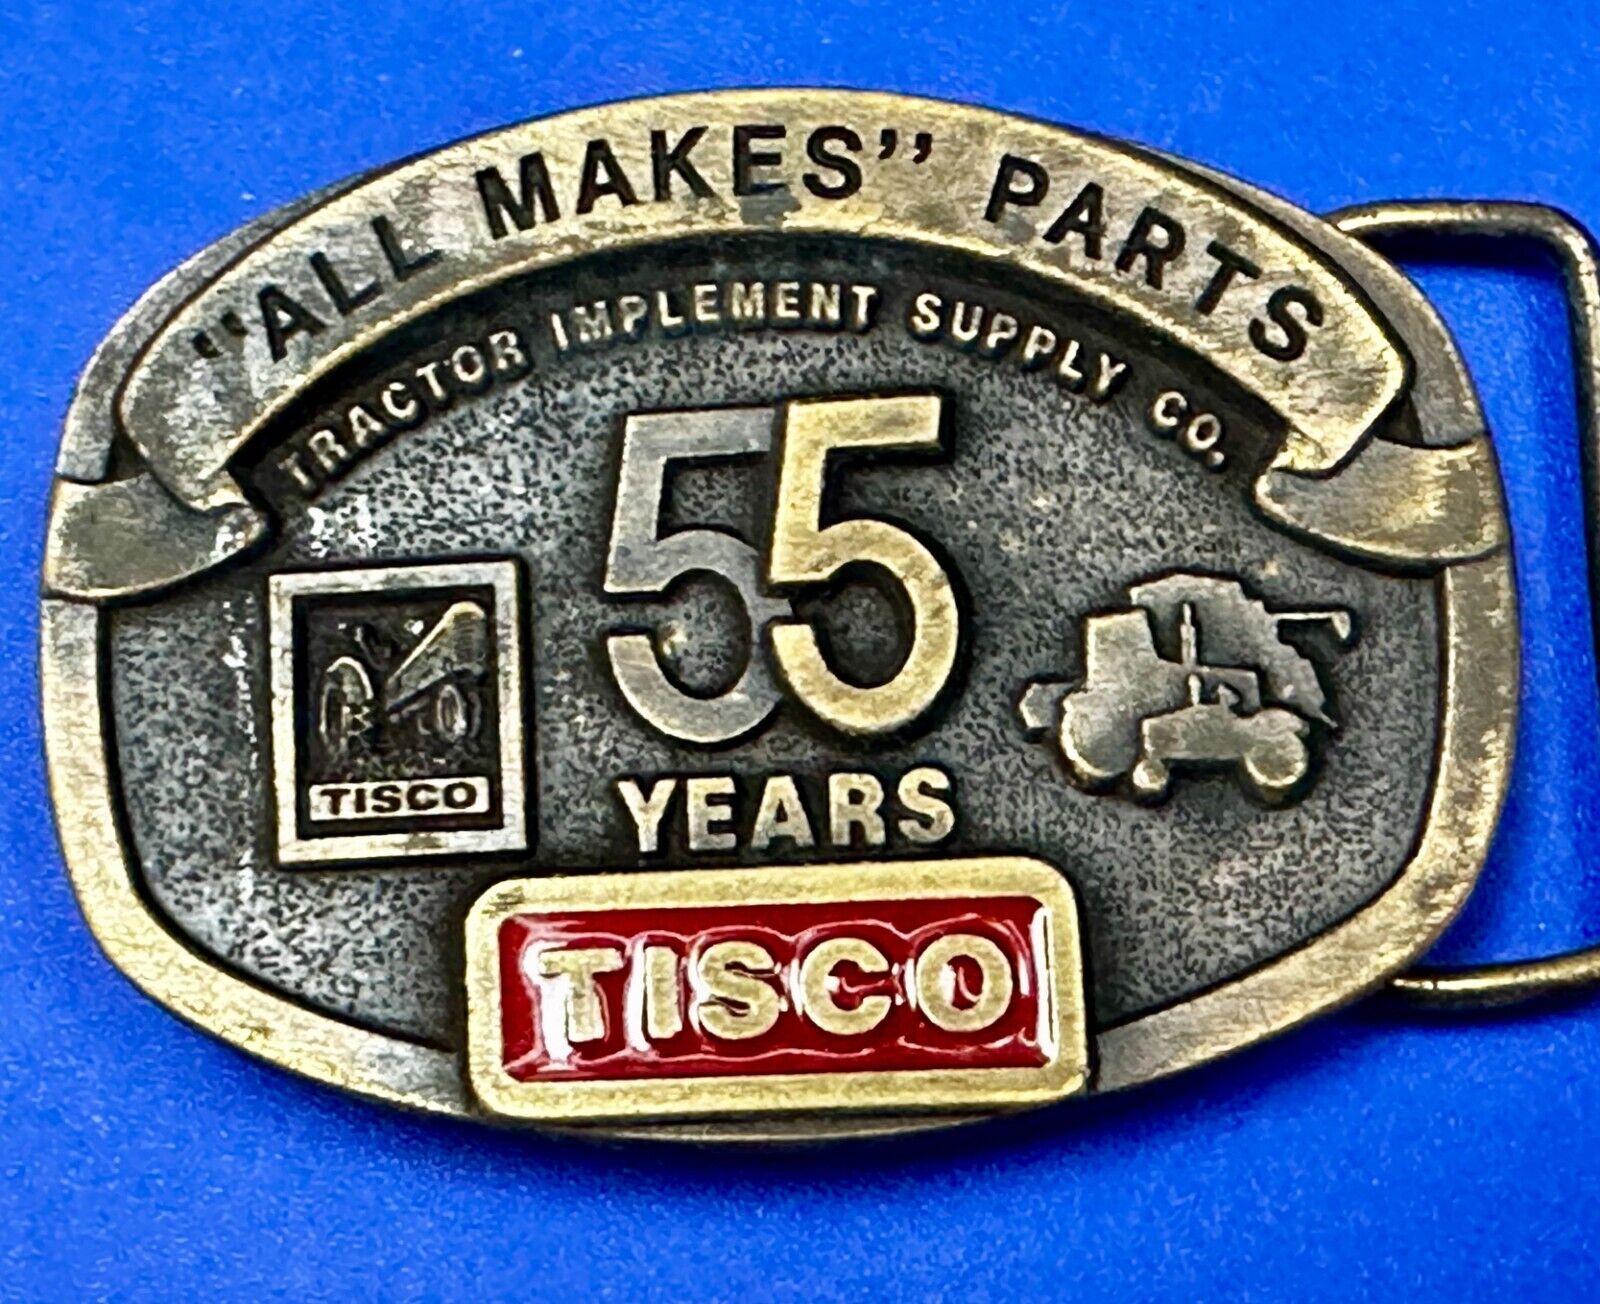 "ALL MAKES" PARTS
TRACTOR IMPLEMENT SUPPLY CO.
55
YEARS
TISCO
TISCO